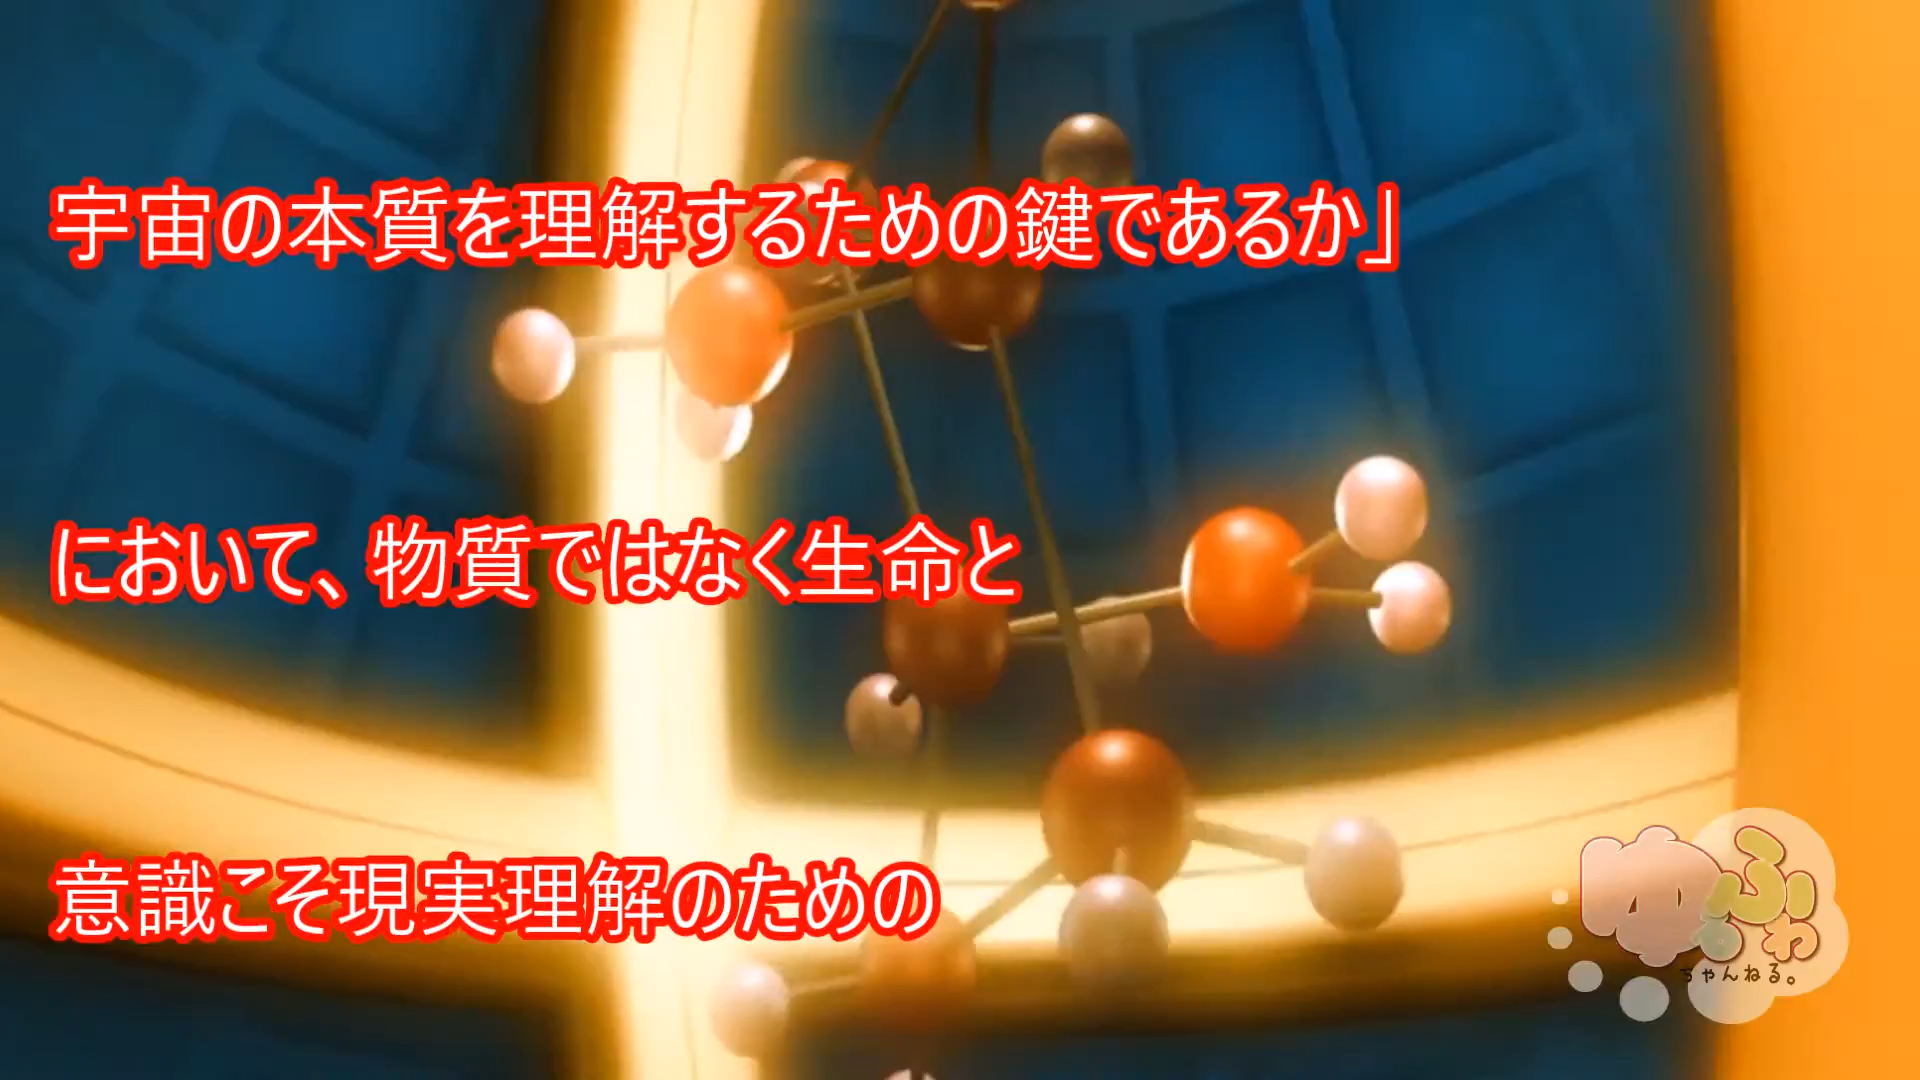 宇宙の本質を理解するための鍵であるか」
において、物質ではなく生命と
意識こそ現実理解のための
ゆるふわ
ちゃんねる。